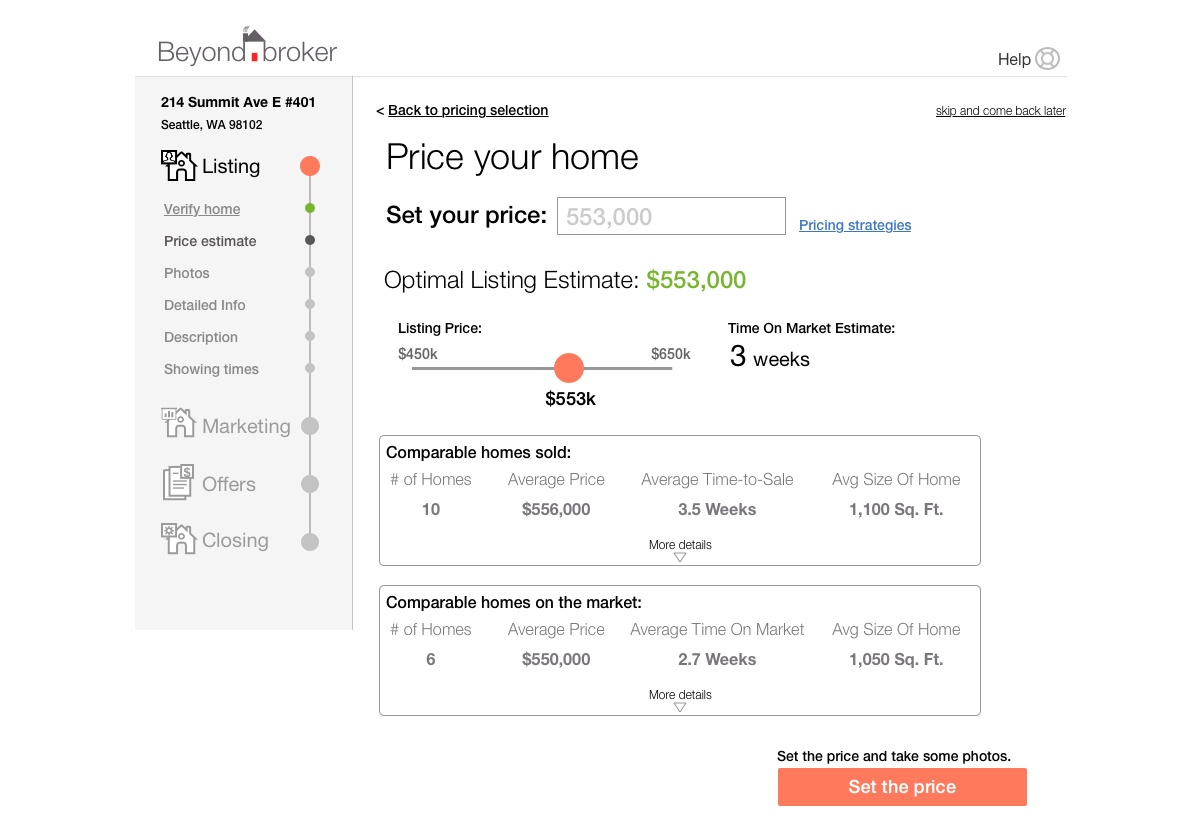 Beyond broker
Help
214 Summit Ave E #401
Seattle, WA 98102
Listing
Verify home
Price estimate
Photos
Detailed Info
Description
Showing times
Marketing
$
Offers
Closing
< Back to pricing selection
skip and come back later
Price your home
Set your price: 553,000
Pricing strategies
Optimal Listing Estimate: $553,000
Listing Price:
$450k $650k
$553k
Time On Market Estimate:
3 weeks
Comparable homes sold:
# of Homes Average Price Average Time-to-Sale Avg Size Of Home
10 $556,000 3.5 Weeks 1,100 Sq. Ft.
More details
Comparable homes on the market:
# of Homes Average Price Average Time On Market Avg Size Of Home
6 $550,000 2.7 Weeks 1,050 Sq. Ft.
More details
Set the price and take some photos.
Set the price